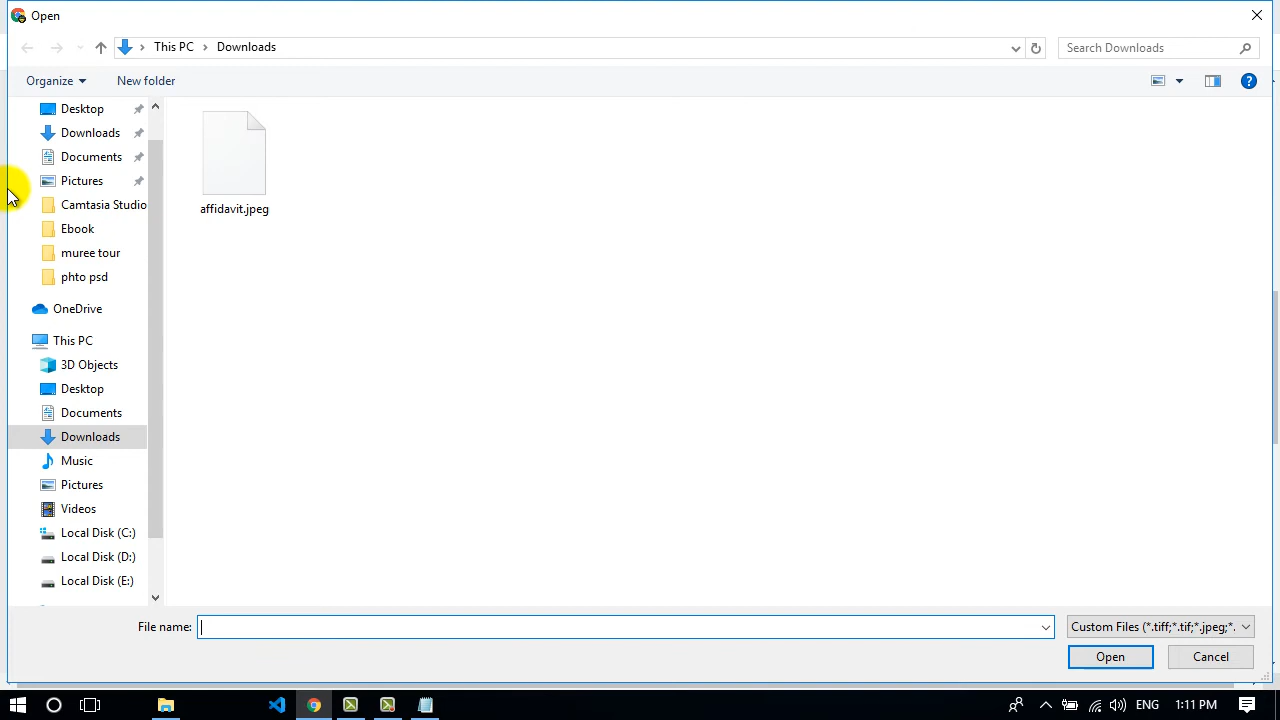 Open
This PC
Downloads
Search Downloads
Organize
New folder
Desktop
Downloads
Documents
Pictures
Camtasia Studio
Ebook
muree tour
phto psd
OneDrive
This PC
3D Objects
Desktop
Documents
Downloads
Music
Pictures
Videos
Local Disk (C:)
Local Disk (D:)
Local Disk (E:)
affidavit.jpeg
File name:
Custom Files (*.tiff;*.tif;*.jpeg;*.
Open
Cancel
ENG
1:11 PM